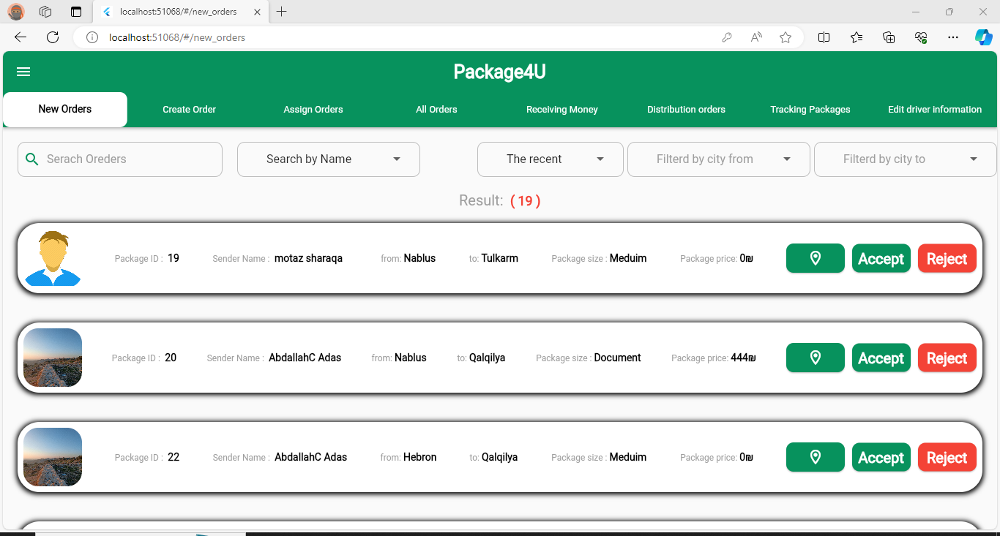 localhost:51068/#/new_orders
localhost:51068/#/new_orders
Package4U
New Orders Create Order Assign Orders All Orders Receiving Money Distribution orders Tracking Packages Edit driver information
Serach Oreders Search by Name The recent Filterd by city from Filterd by city to
Result: ( 19 )
Package ID : 19 Sender Name : motaz sharaqa from: Nablus to: Tulkarm Package size : Meduim Package price: 0₪ Accept Reject
Package ID : 20 Sender Name : AbdallahC Adas from: Nablus to: Qalqilya Package size : Document Package price: 444₪ Accept Reject
Package ID : 22 Sender Name : AbdallahC Adas from: Hebron to: Qalqilya Package size : Meduim Package price: 0₪ Accept Reject